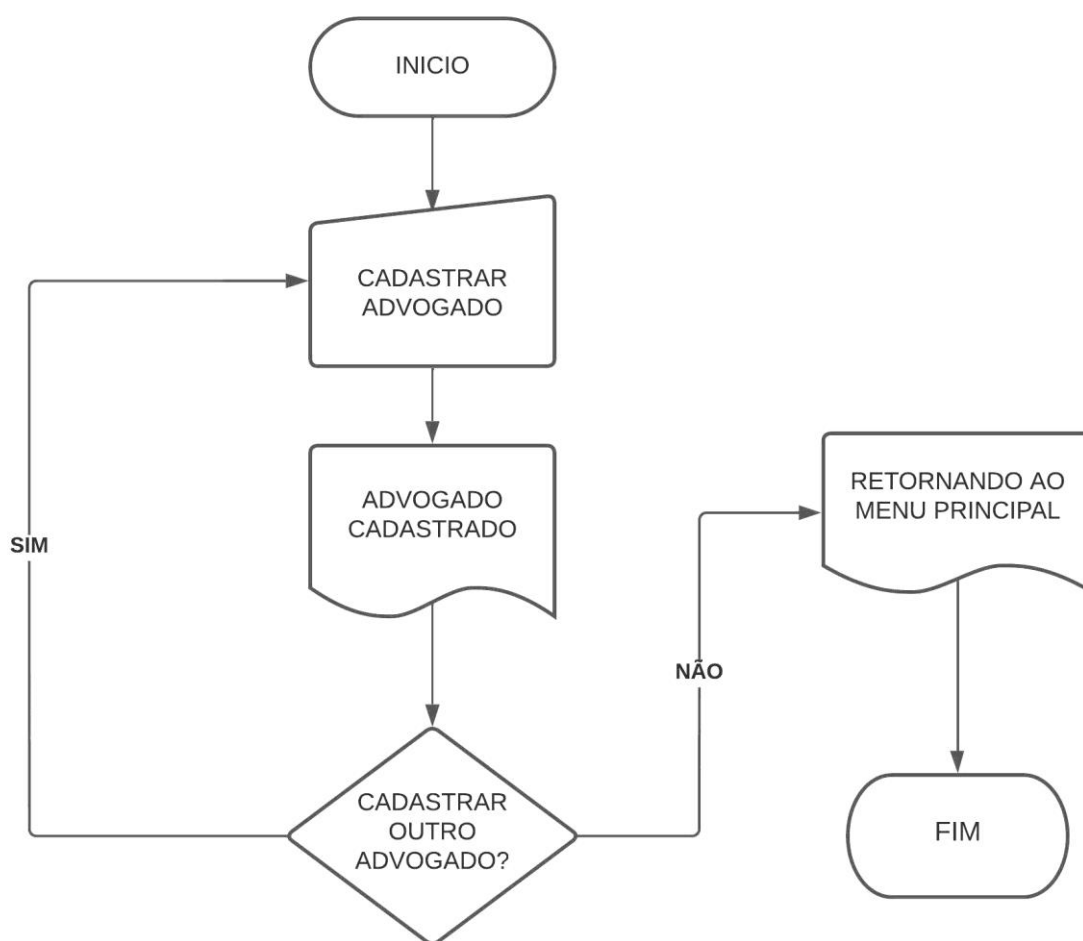 INICIO
CADASTRAR
ADVOGADO
ADVOGADO
CADASTRADO
SIM
CADASTRAR
OUTRO
ADVOGADO?
NÃO
RETORNANDO AO
MENU PRINCIPAL
FIM